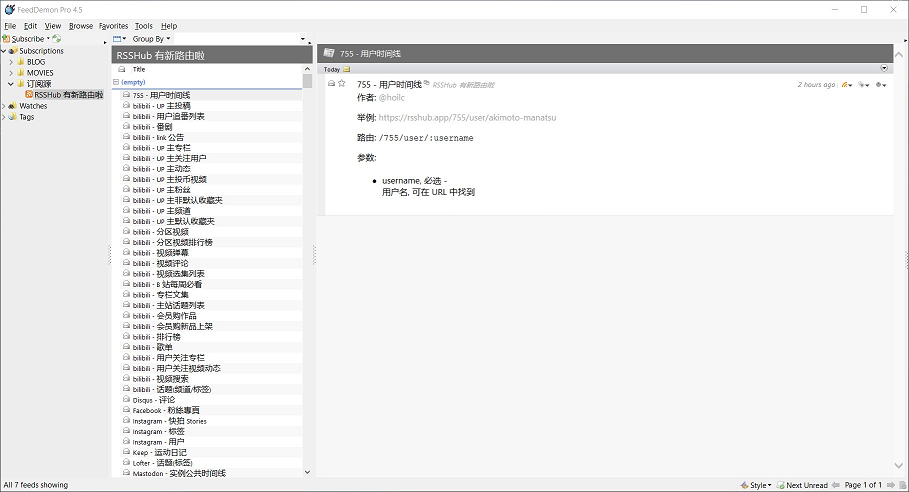 FeedDemon Pro 4.5
File Edit View Browse Favorites Tools Help
Subscribe
Group By
Subscriptions
BLOG
MOVIES
订阅源
RSSHub 有新路由啦
Watches
Tags
RSSHub 有新路由啦
Title
(empty)
755 - 用户时间线
bilibili - UP 主投稿
bilibili - 用户追番列表
bilibili - 番剧
bilibili - link 公告
bilibili - UP 主专栏
bilibili - UP 主关注用户
bilibili - UP 主动态
bilibili - UP 主投币视频
bilibili - UP 主粉丝
bilibili - UP 主非默认收藏夹
bilibili - UP 主频道
bilibili - UP 主默认收藏夹
bilibili - 分区视频
bilibili - 分区视频排行榜
bilibili - 视频弹幕
bilibili - 视频评论
bilibili - 视频选集列表
bilibili - B 站每周必看
bilibili - 专栏文集
bilibili - 主站话题列表
bilibili - 会员购作品
bilibili - 会员购新品上架
bilibili - 排行榜
bilibili - 歌单
bilibili - 用户关注专栏
bilibili - 用户关注视频动态
bilibili - 视频搜索
bilibili - 话题(频道/标签)
Disqus - 评论
Facebook - 粉絲專頁
Instagram - 快拍 Stories
Instagram - 标签
Instagram - 用户
Keep - 运动日记
Lofter - 话题(标签)
Mastodon - 实例公共时间线
755 - 用户时间线
Today
755 - 用户时间线 RSSHub 有新路由啦 2 hours ago
作者: @hoilc
举例: https://rsshub.app/755/user/akimoto-manatsu
路由: /755/user/:username
参数:
• username, 必选 -
用户名, 可在 URL 中找到
All 7 feeds showing
Style Next Unread Page 1 of 1